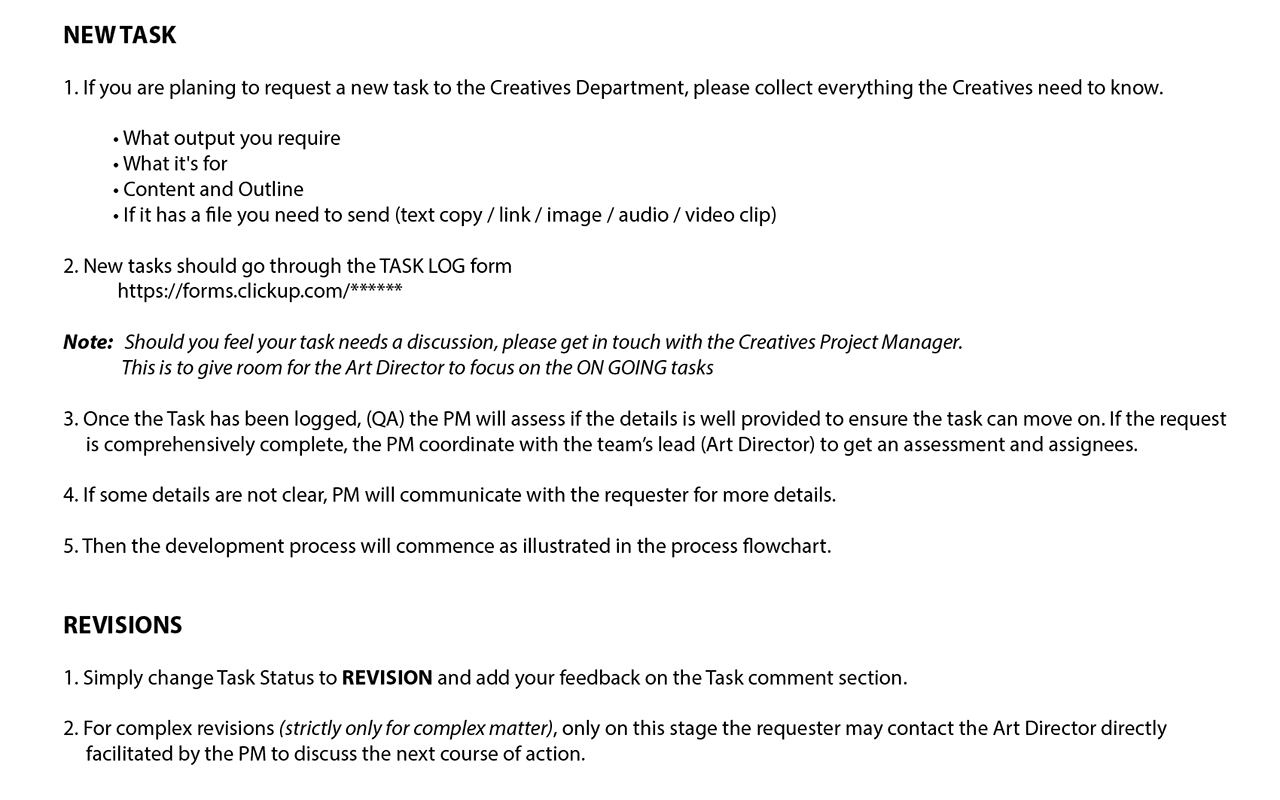 NEW TASK
1. If you are planing to request a new task to the Creatives Department, please collect everything the Creatives need to know.
• What output you require
• What it's for
• Content and Outline
• If it has a file you need to send (text copy / link / image / audio / video clip)
2. New tasks should go through the TASK LOG form
https://forms.clickup.com/******
Note: Should you feel your task needs a discussion, please get in touch with the Creatives Project Manager.
This is to give room for the Art Director to focus on the ON GOING tasks
3. Once the Task has been logged, (QA) the PM will assess if the details is well provided to ensure the task can move on. If the request
is comprehensively complete, the PM coordinate with the team’s lead (Art Director) to get an assessment and assignees.
4. If some details are not clear, PM will communicate with the requester for more details.
5. Then the development process will commence as illustrated in the process flowchart.
REVISIONS
1. Simply change Task Status to REVISION and add your feedback on the Task comment section.
2. For complex revisions (strictly only for complex matter), only on this stage the requester may contact the Art Director directly
facilitated by the PM to discuss the next course of action.